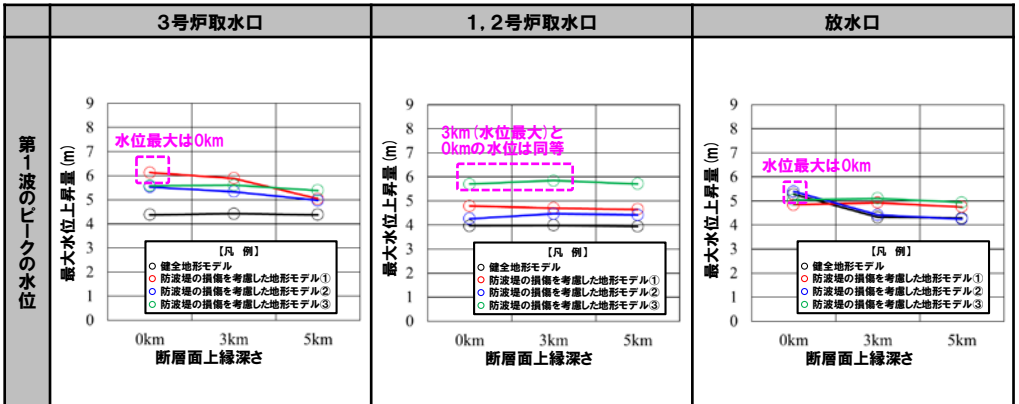 3号炉取水口
1,2号炉取水口
放水口
第1波のピークの水位
最大水位上昇量(m)
9
8
7
6
5
4
3
2
1
0
水位最大は0km
【凡 例】
健全地形モデル
防波堤の損傷を考慮した地形モデル①
防波堤の損傷を考慮した地形モデル②
防波堤の損傷を考慮した地形モデル③
0km
3km
5km
断層面上縁深さ
最大水位上昇量(m)
9
8
7
6
5
4
3
2
1
0
3km(水位最大)と
0kmの水位は同等
【凡 例】
健全地形モデル
防波堤の損傷を考慮した地形モデル①
防波堤の損傷を考慮した地形モデル②
防波堤の損傷を考慮した地形モデル③
0km
3km
5km
断層面上縁深さ
最大水位上昇量(m)
9
8
7
6
5
4
3
2
1
0
水位最大は0km
【凡 例】
健全地形モデル
防波堤の損傷を考慮した地形モデル①
防波堤の損傷を考慮した地形モデル②
防波堤の損傷を考慮した地形モデル③
0km
3km
5km
断層面上縁深さ